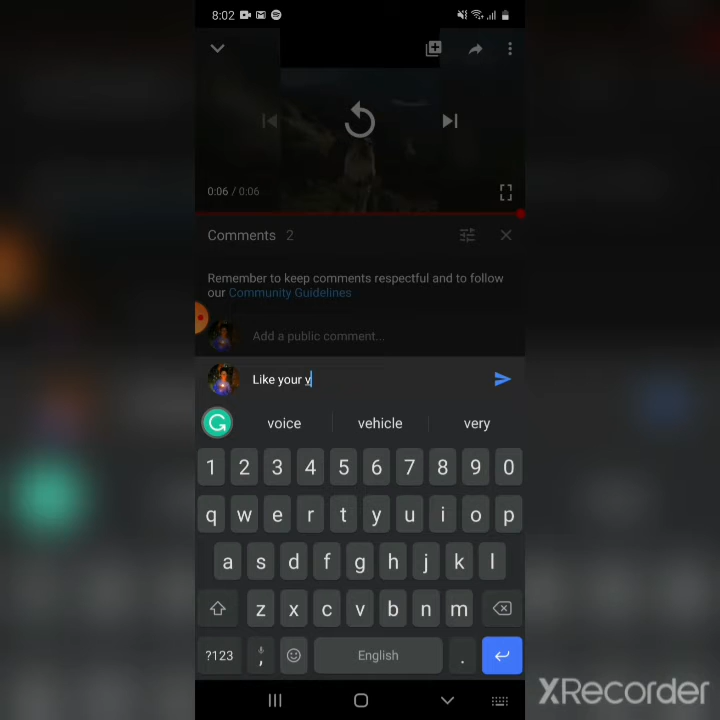 8:02
0:06 / 0:06
Comments 2
Remember to keep comments respectful and to follow
our Community Guidelines
Add a public comment...
Like your v
voice vehicle very
1 2 3 4 5 6 7 8 9 0
q w e r t y u i o p
a s d f g h j k l
z x c v b n m
?123 , English .
XRecorder